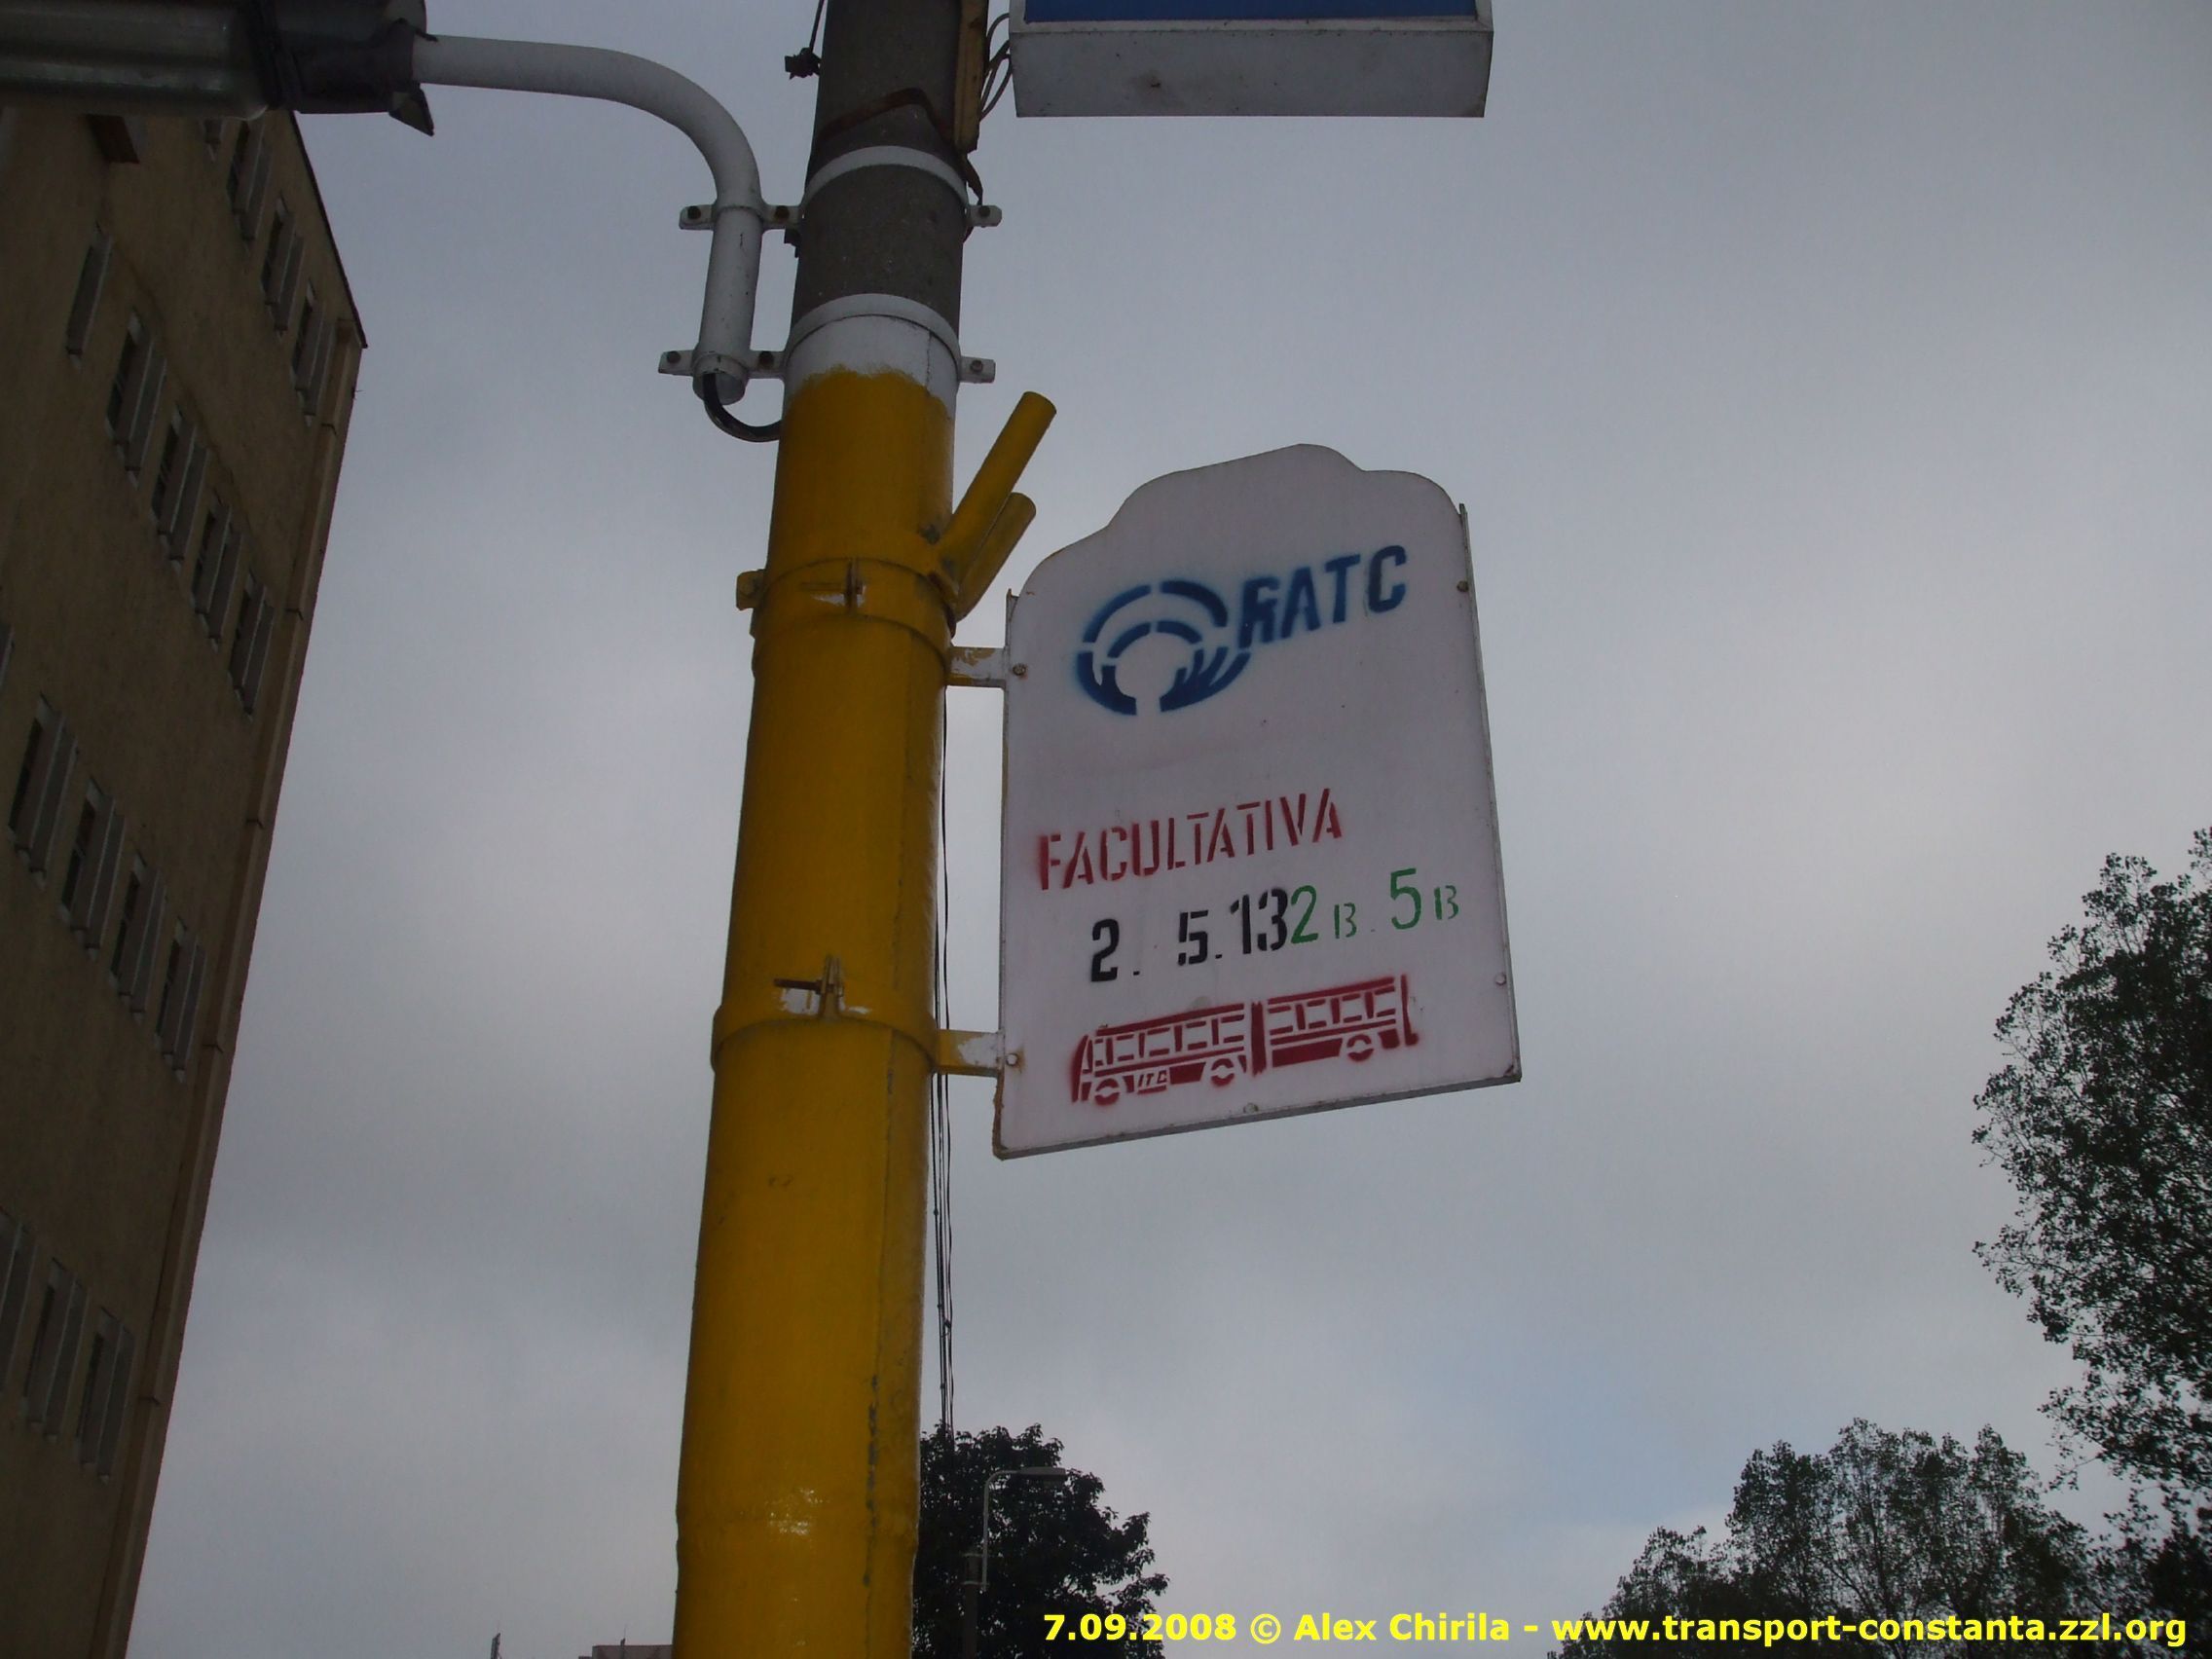 RATC
FACULTATIVA
2. 5.13 2B. 5B
ITC
7.09.2008 © Alex Chirila - www.transport-constanta.zzl.org